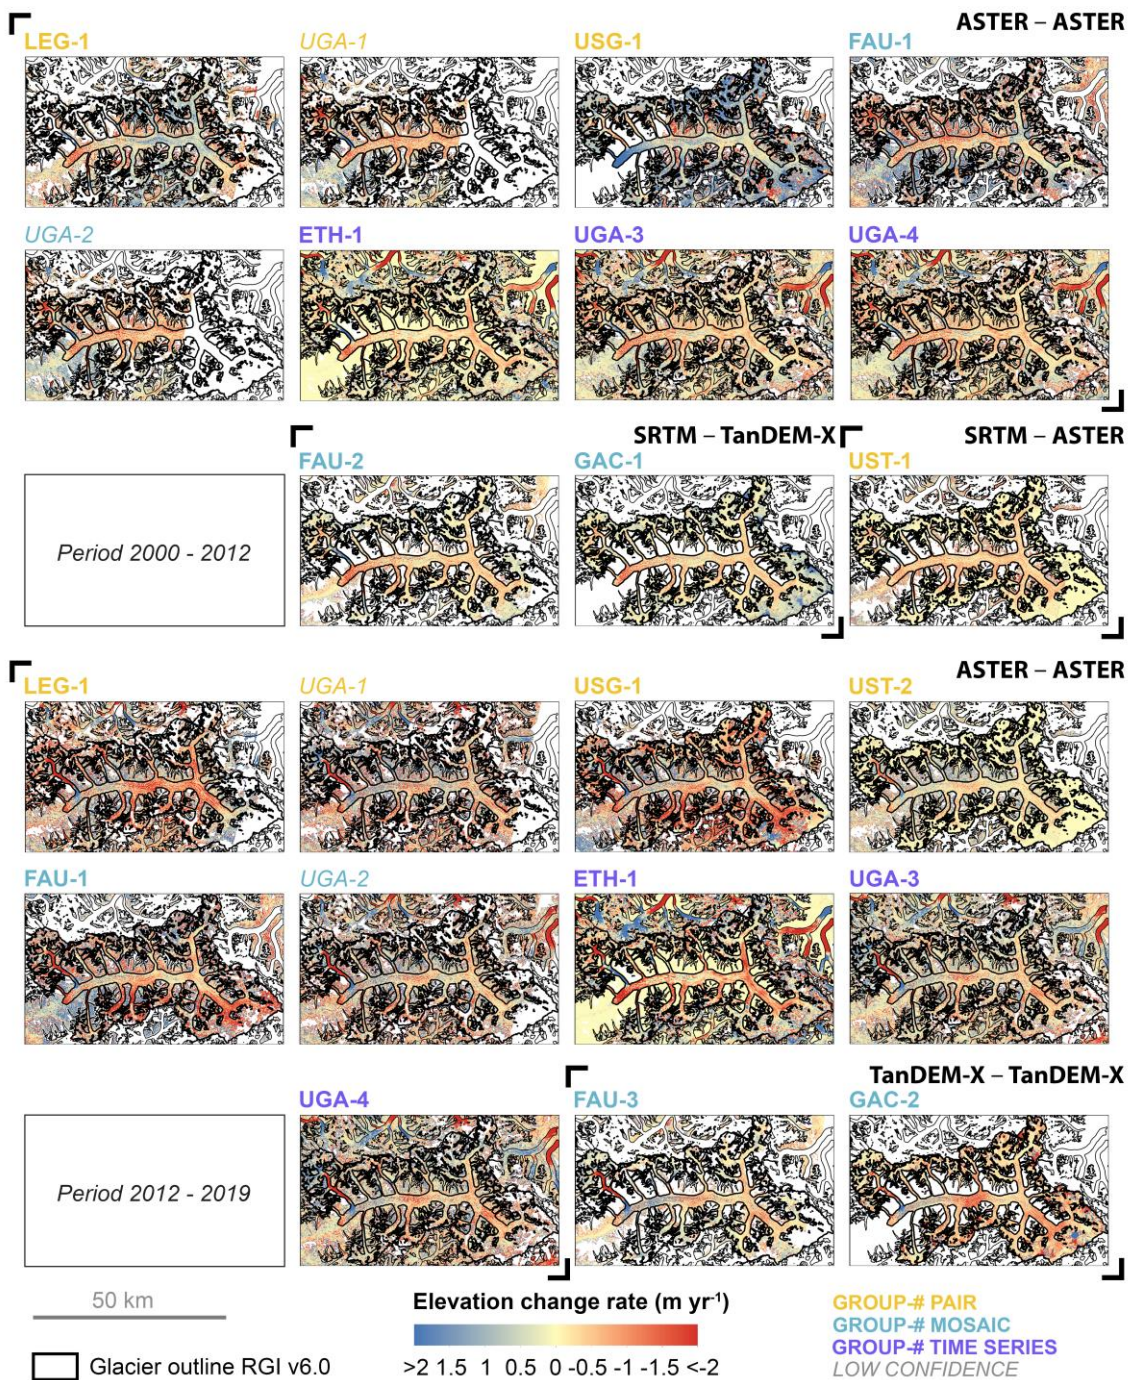 ASTER – ASTER
LEG-1 UGA-1 USG-1 FAU-1
UGA-2 ETH-1 UGA-3 UGA-4
SRTM – TanDEM-X SRTM – ASTER
Period 2000 - 2012 FAU-2 GAC-1 UST-1
ASTER – ASTER
LEG-1 UGA-1 USG-1 UST-2
FAU-1 UGA-2 ETH-1 UGA-3
TanDEM-X – TanDEM-X
Period 2012 - 2019 UGA-4 FAU-3 GAC-2
50 km
Glacier outline RGI v6.0
Elevation change rate (m yr⁻¹)
>2 1.5 1 0.5 0 -0.5 -1 -1.5 <-2
GROUP-# PAIR
GROUP-# MOSAIC
GROUP-# TIME SERIES
LOW CONFIDENCE